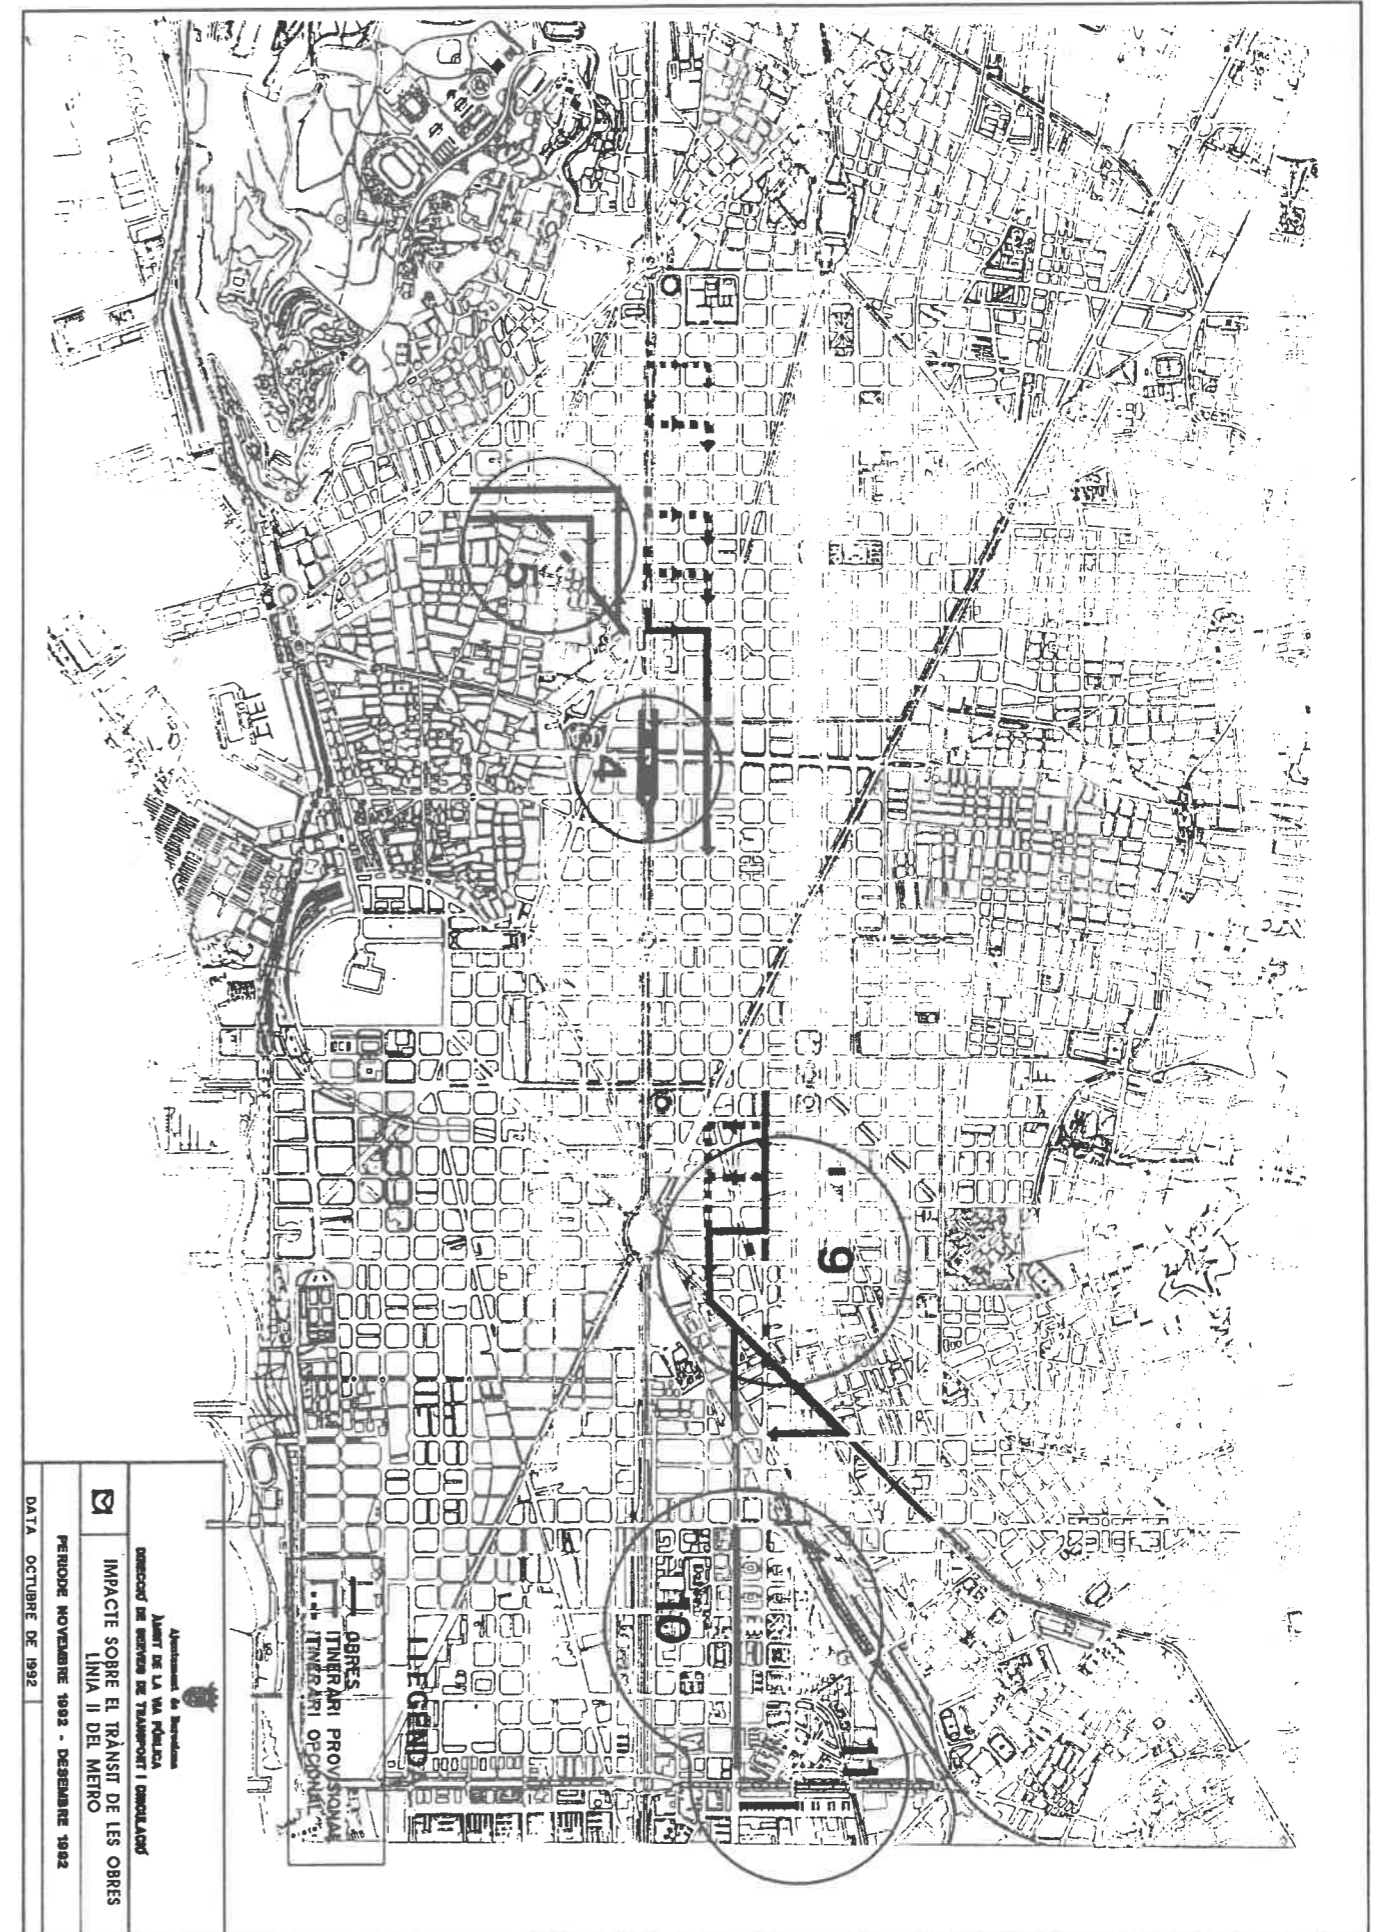 5
4
9
10
11
LLEGENDA
OBRES
ITINERARI PROVISIONAL
ITINERARI OPCIONAL
Ajuntament de Barcelona
ÀMBIT DE LA VIA PÚBLICA
DIRECCIÓ DE SERVEIS DE TRANSPORT I CIRCULACIÓ
IMPACTE SOBRE EL TRÀNSIT DE LES OBRES
LINIA II DEL METRO
PERIODE NOVEMBRE 1992 - DESEMBRE 1992
DATA OCTUBRE DE 1992